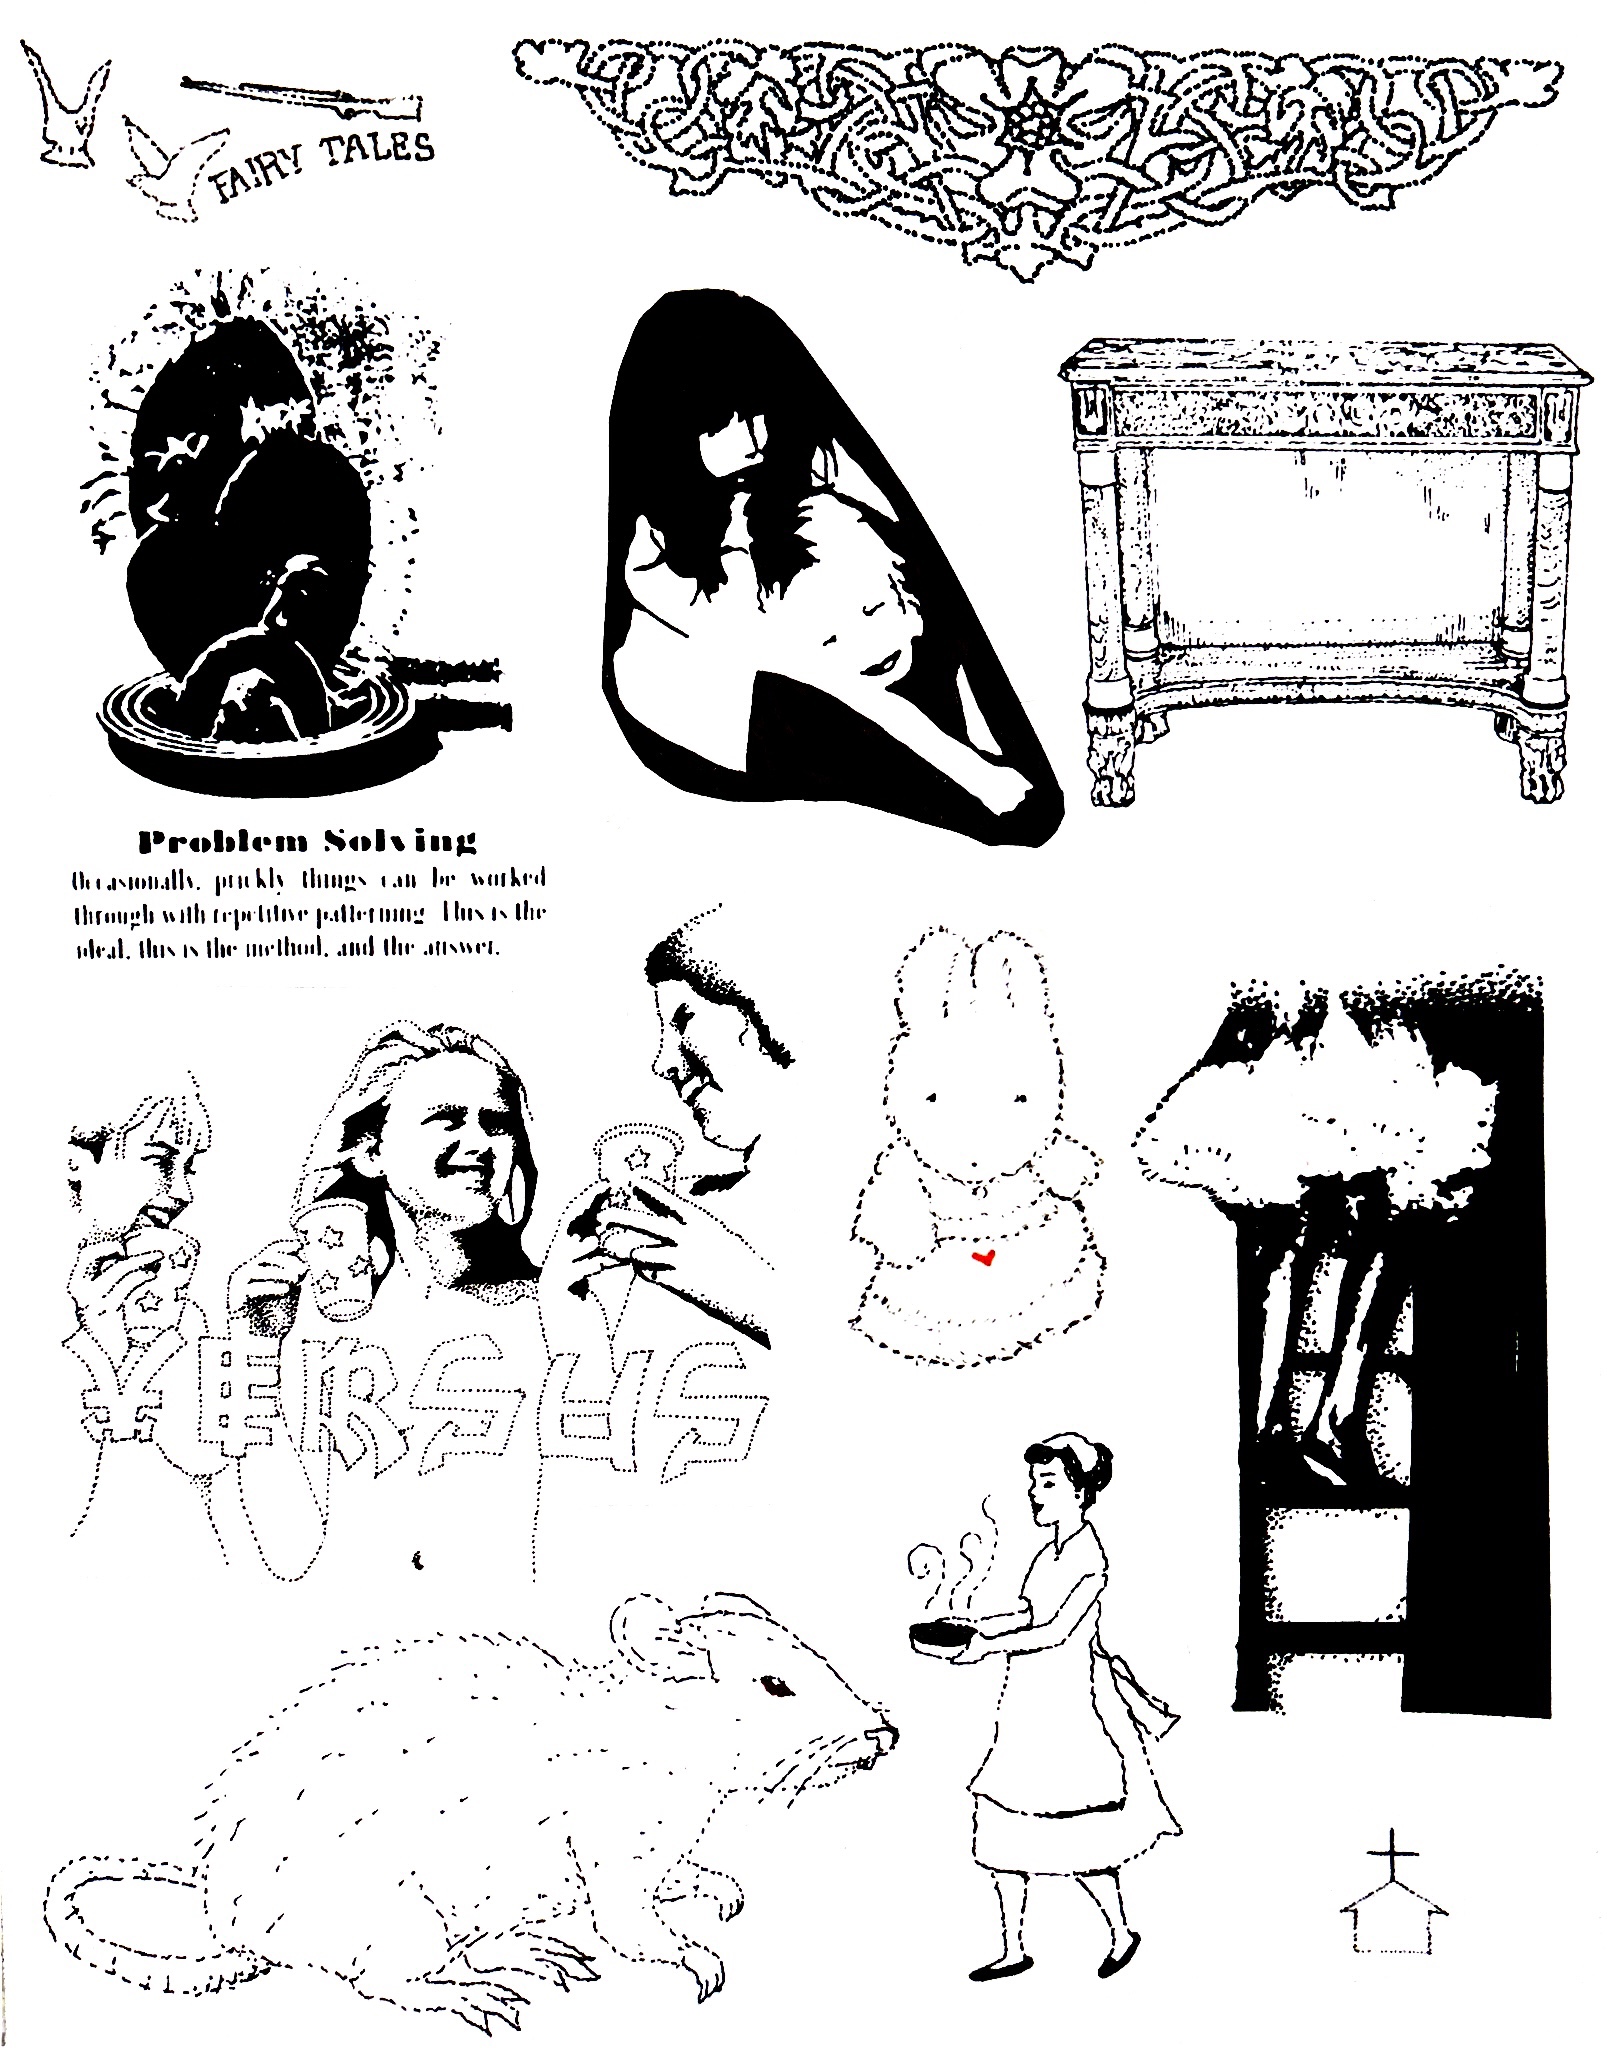 FAIRY TALES
Problem Solving
Occasionally, prickly things can be worked
through with repetitive patterning. This is the
ideal, this is the method, and the answer.
VERSUS